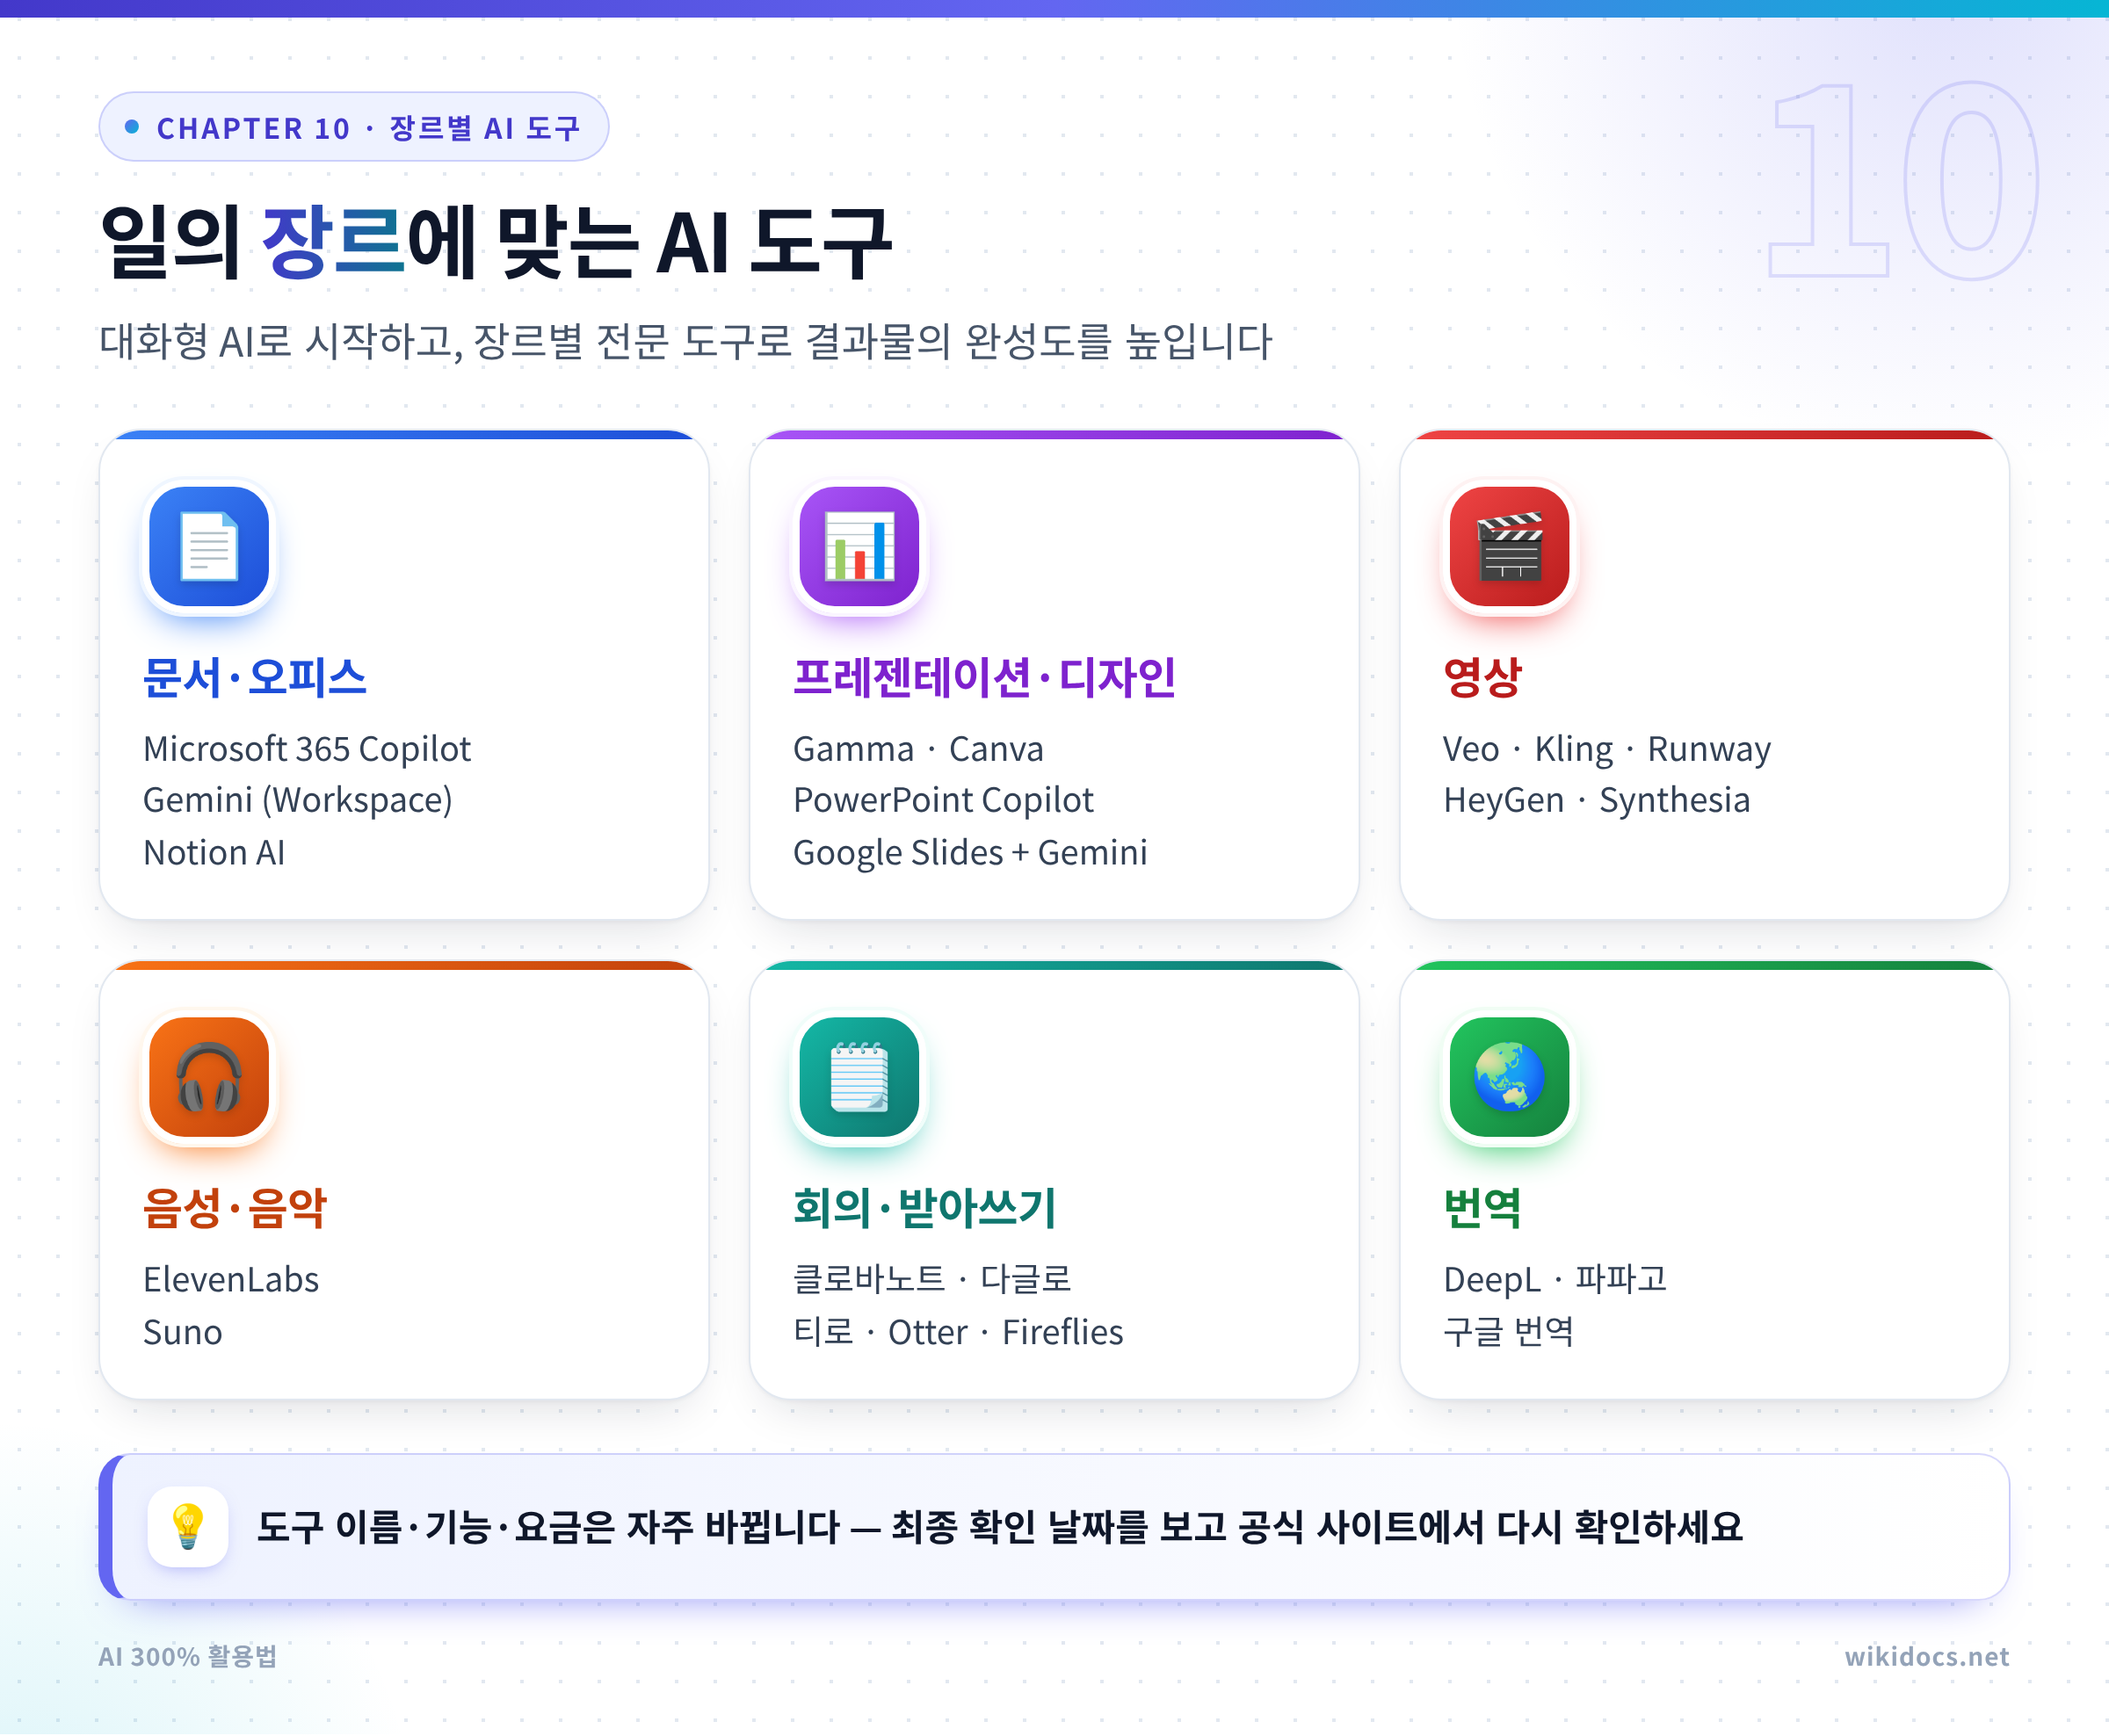 CHAPTER 10 · 장르별 AI 도구
10
일의 장르에 맞는 AI 도구
대화형 AI로 시작하고, 장르별 전문 도구로 결과물의 완성도를 높입니다
문서·오피스
Microsoft 365 Copilot
Gemini (Workspace)
Notion AI
프레젠테이션·디자인
Gamma · Canva
PowerPoint Copilot
Google Slides + Gemini
영상
Veo · Kling · Runway
HeyGen · Synthesia
음성·음악
ElevenLabs
Suno
회의·받아쓰기
클로바노트 · 다글로
티로 · Otter · Fireflies
번역
DeepL · 파파고
구글 번역
도구 이름·기능·요금은 자주 바뀝니다 — 최종 확인 날짜를 보고 공식 사이트에서 다시 확인하세요
AI 300% 활용법
wikidocs.net